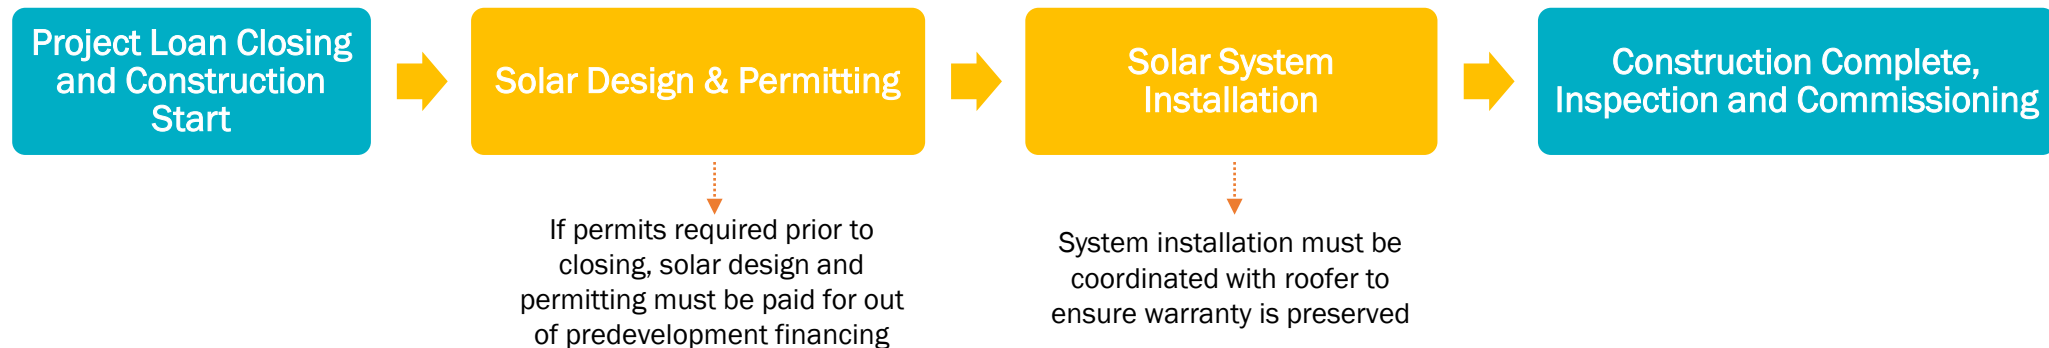 Project Loan Closing
and Construction
Start
Solar Design & Permitting
Solar System
Installation
Construction Complete,
Inspection and Commissioning
If permits required prior to
closing, solar design and
permitting must be paid for out
of predevelopment financing
System installation must be
coordinated with roofer to
ensure warranty is preserved